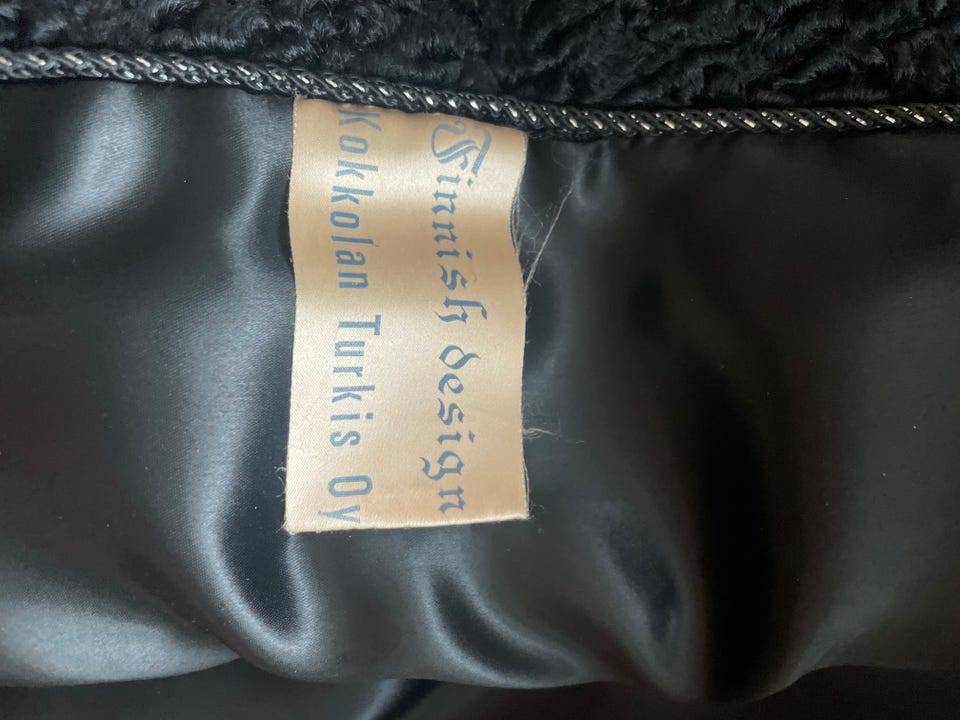 Finnish design
Kokkolan Turkis Oy